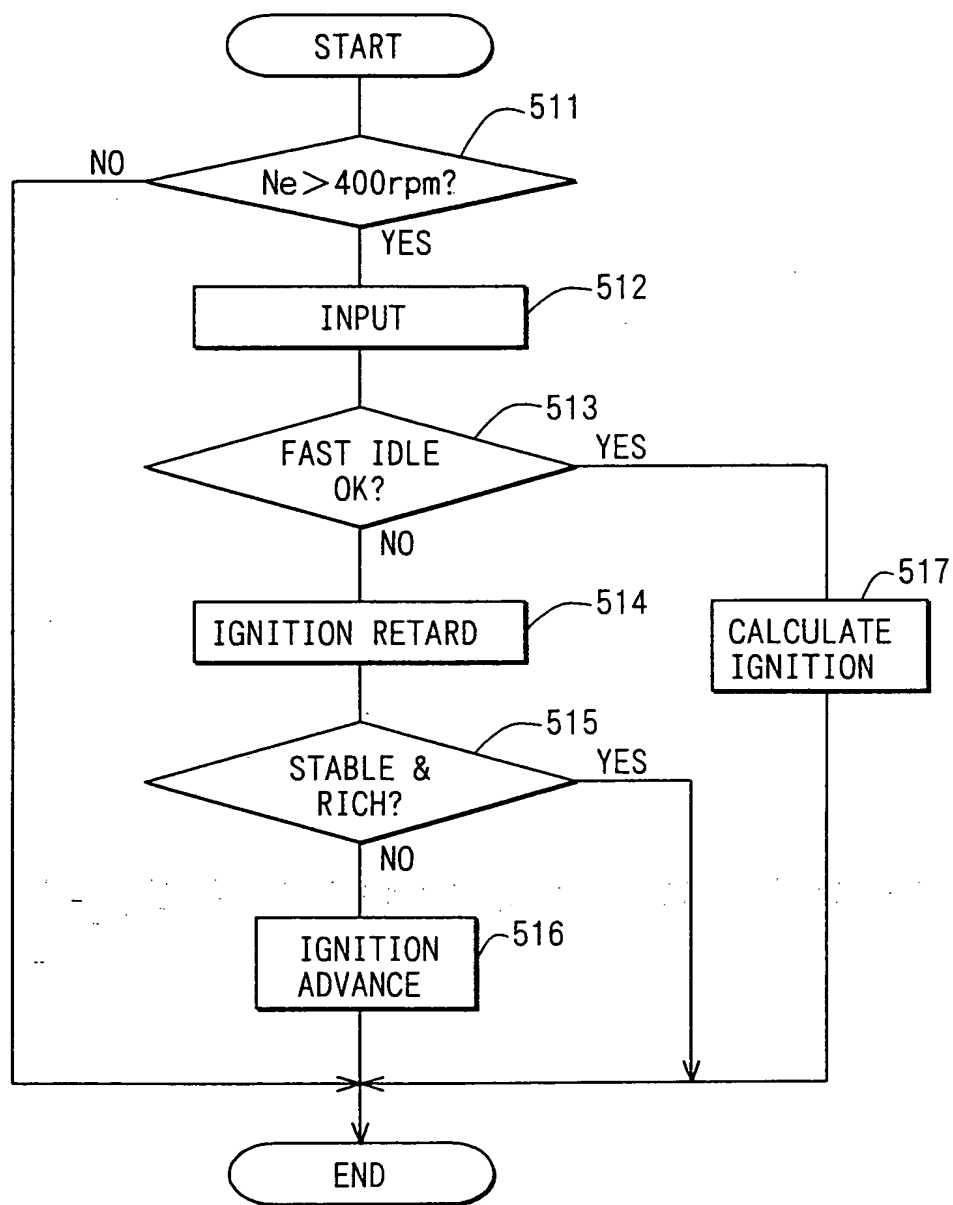 START
511
NO
Ne>400rpm?
YES
512
INPUT
513
FAST IDLE
OK?
YES
NO
514
IGNITION RETARD
517
CALCULATE
IGNITION
515
STABLE &
RICH?
YES
NO
516
IGNITION
ADVANCE
END